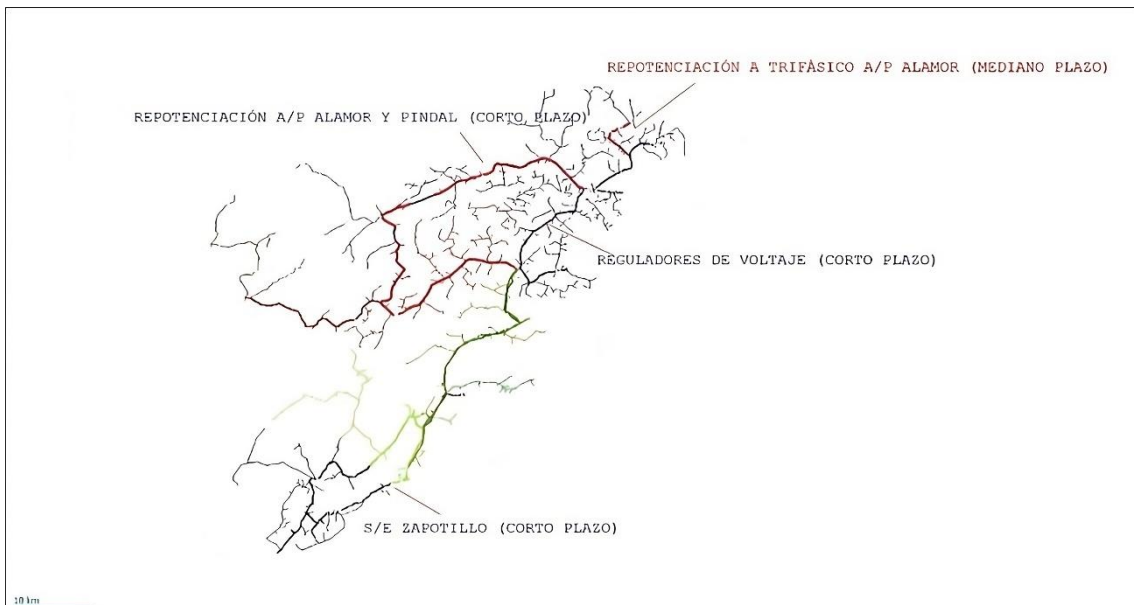 REPOTENCIACIÓN A TRIFÁSICO A/P ALAMOR (MEDIANO PLAZO)
REPOTENCIACIÓN A/P ALAMOR Y PINDAL (CORTO PLAZO)
REGULADORES DE VOLTAJE (CORTO PLAZO)
S/E ZAPOTILLO (CORTO PLAZO)
10 km